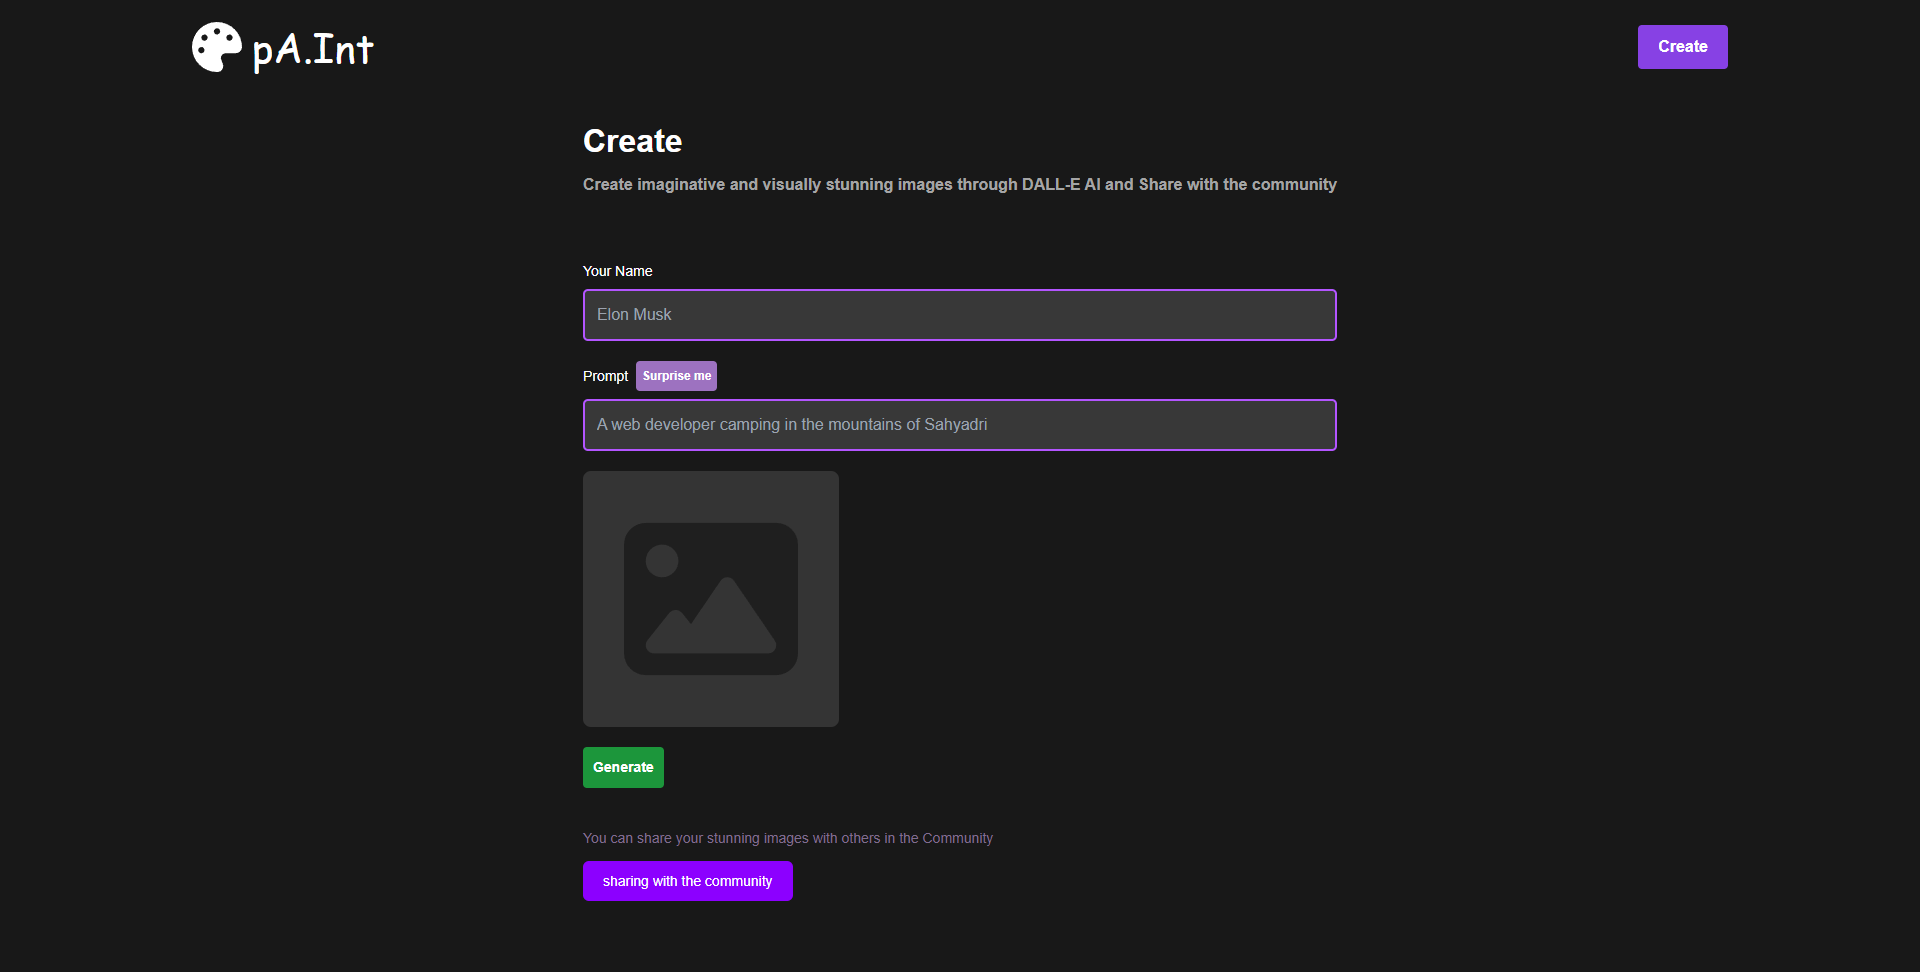 pA.Int
Create
Create
Create imaginative and visually stunning images through DALL-E AI and Share with the community
Your Name
Elon Musk
Prompt Surprise me
A web developer camping in the mountains of Sahyadri
Generate
You can share your stunning images with others in the Community
sharing with the community